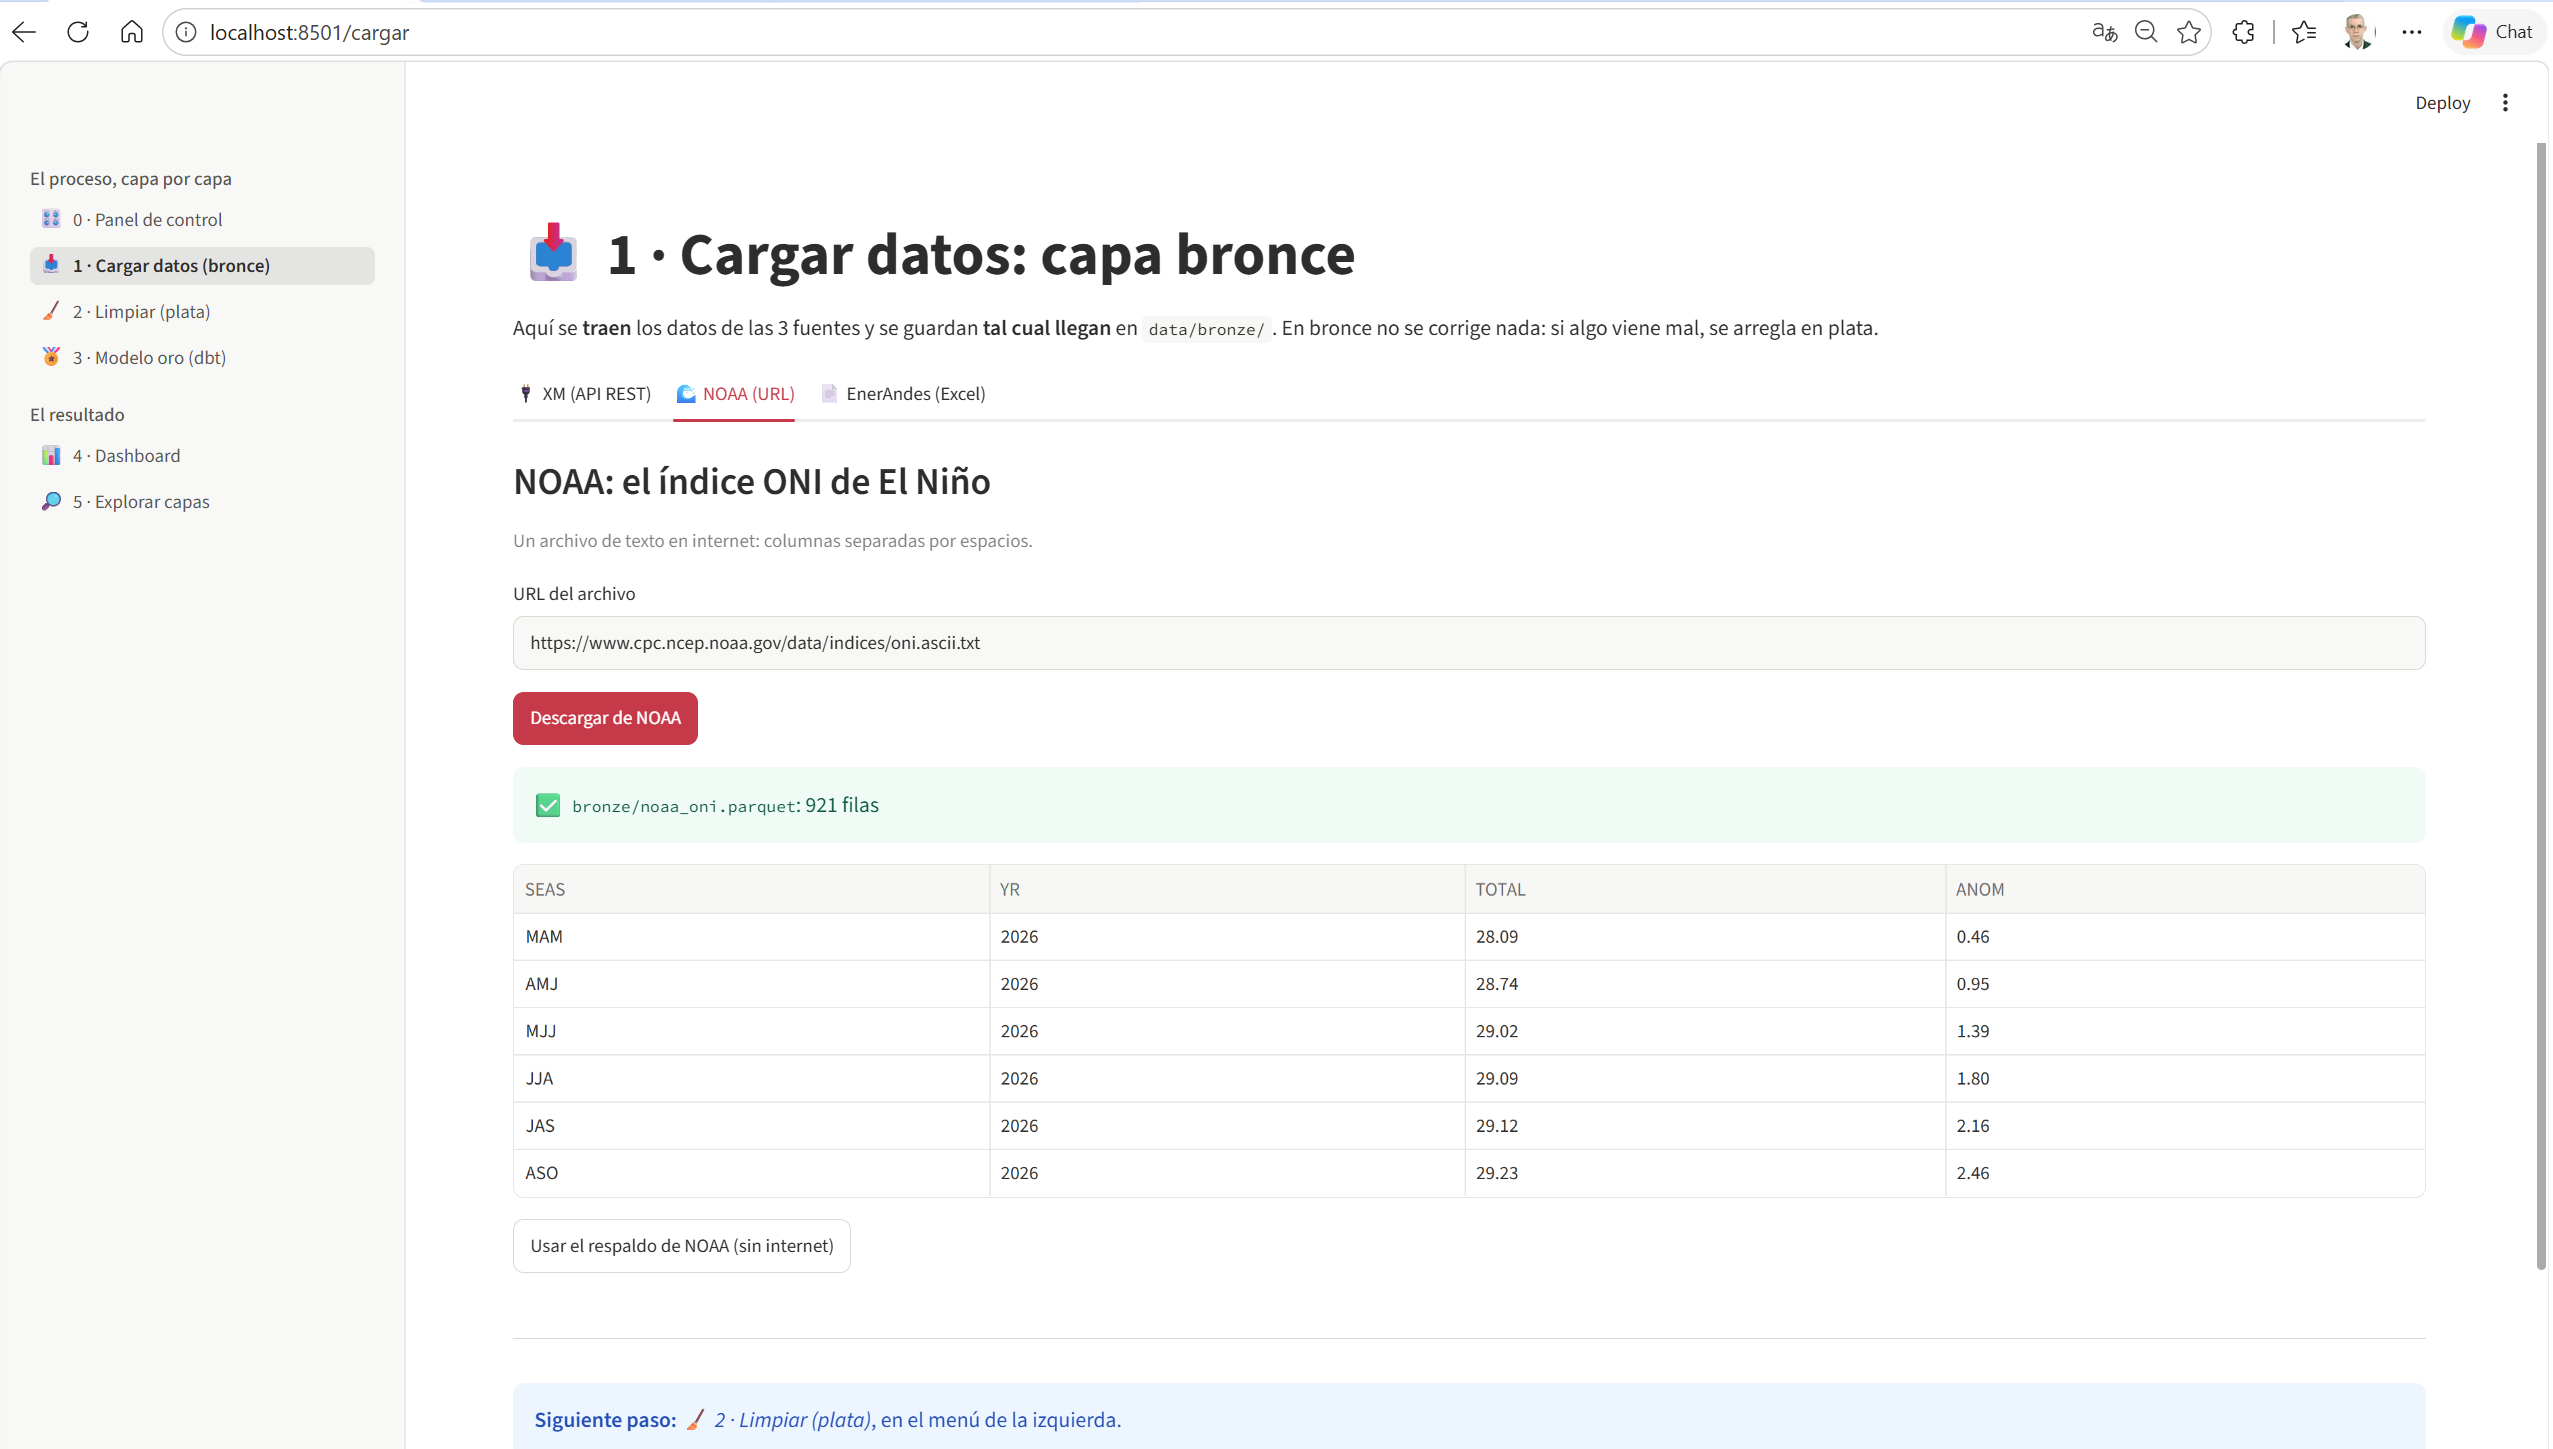 localhost:8501/cargar
Chat
Deploy
El proceso, capa por capa
0 · Panel de control
1 · Cargar datos (bronce)
2 · Limpiar (plata)
3 · Modelo oro (dbt)
El resultado
4 · Dashboard
5 · Explorar capas
1 · Cargar datos: capa bronce
Aquí se traen los datos de las 3 fuentes y se guardan tal cual llegan en data/bronze/ . En bronce no se corrige nada: si algo viene mal, se arregla en plata.
XM (API REST) NOAA (URL) EnerAndes (Excel)
NOAA: el índice ONI de El Niño
Un archivo de texto en internet: columnas separadas por espacios.
URL del archivo
https://www.cpc.ncep.noaa.gov/data/indices/oni.ascii.txt
Descargar de NOAA
bronze/noaa_oni.parquet: 921 filas
SEAS YR TOTAL ANOM
MAM 2026 28.09 0.46
AMJ 2026 28.74 0.95
MJJ 2026 29.02 1.39
JJA 2026 29.09 1.80
JAS 2026 29.12 2.16
ASO 2026 29.23 2.46
Usar el respaldo de NOAA (sin internet)
Siguiente paso: 2 · Limpiar (plata), en el menú de la izquierda.